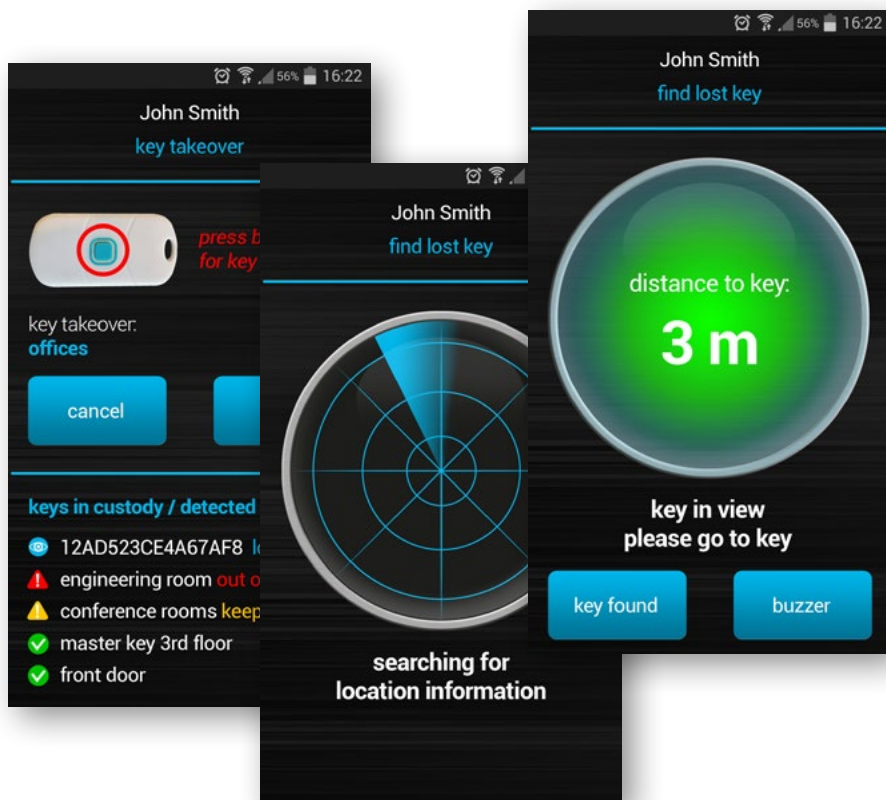 56% 16:22
John Smith
key takeover
press b
for key
key takeover:
offices
cancel
keys in custody / detected
12AD523CE4A67AF8 lo
engineering room out o
conference rooms keep
master key 3rd floor
front door
John Smith
find lost key
searching for
location information
56% 16:22
John Smith
find lost key
distance to key:
3 m
key in view
please go to key
key found
buzzer